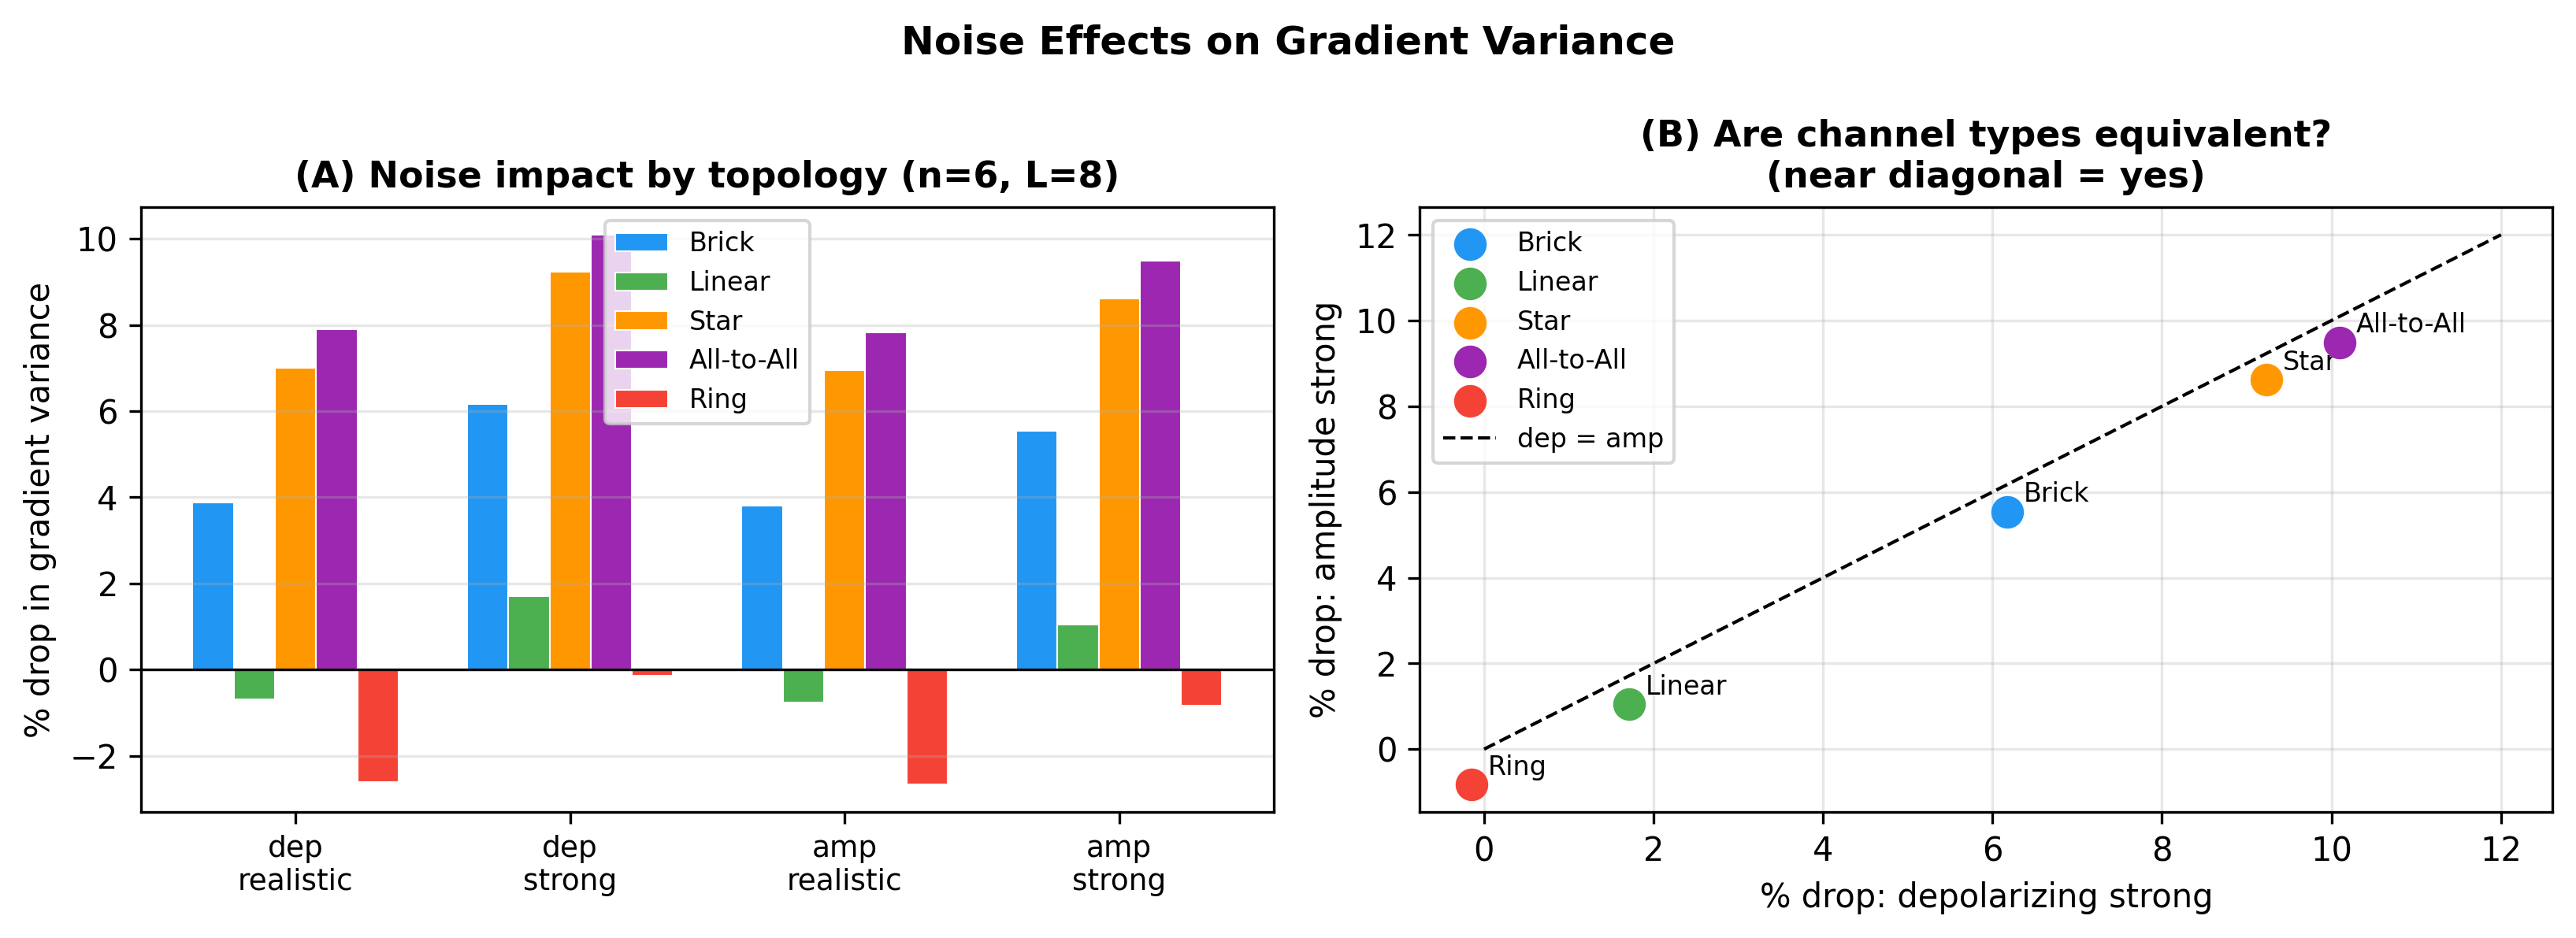 Noise Effects on Gradient Variance
(A) Noise impact by topology (n=6, L=8)
% drop in gradient variance
10
8
6
4
2
0
−2
Brick
Linear
Star
All-to-All
Ring
dep
realistic
dep
strong
amp
realistic
amp
strong
(B) Are channel types equivalent?
(near diagonal = yes)
% drop: amplitude strong
12
10
8
6
4
2
0
Brick
Linear
Star
All-to-All
Ring
dep = amp
All-to-All
Star
Brick
Linear
Ring
0
2
4
6
8
10
12
% drop: depolarizing strong